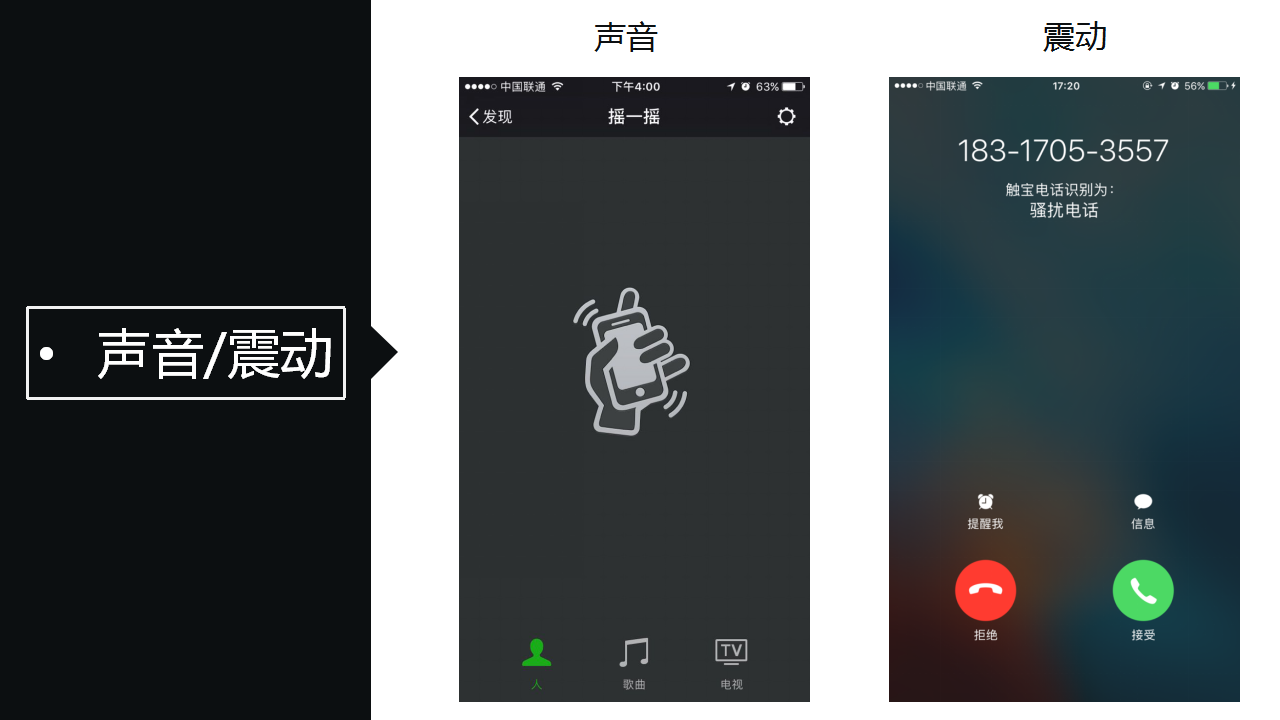 • 声音/震动
声音
中国联通 下午4:00 63%
发现 摇一摇
人 歌曲 TV 电视
震动
中国联通 17:20 56%
183-1705-3557
触宝电话识别为：
骚扰电话
提醒我 信息
拒绝 接受